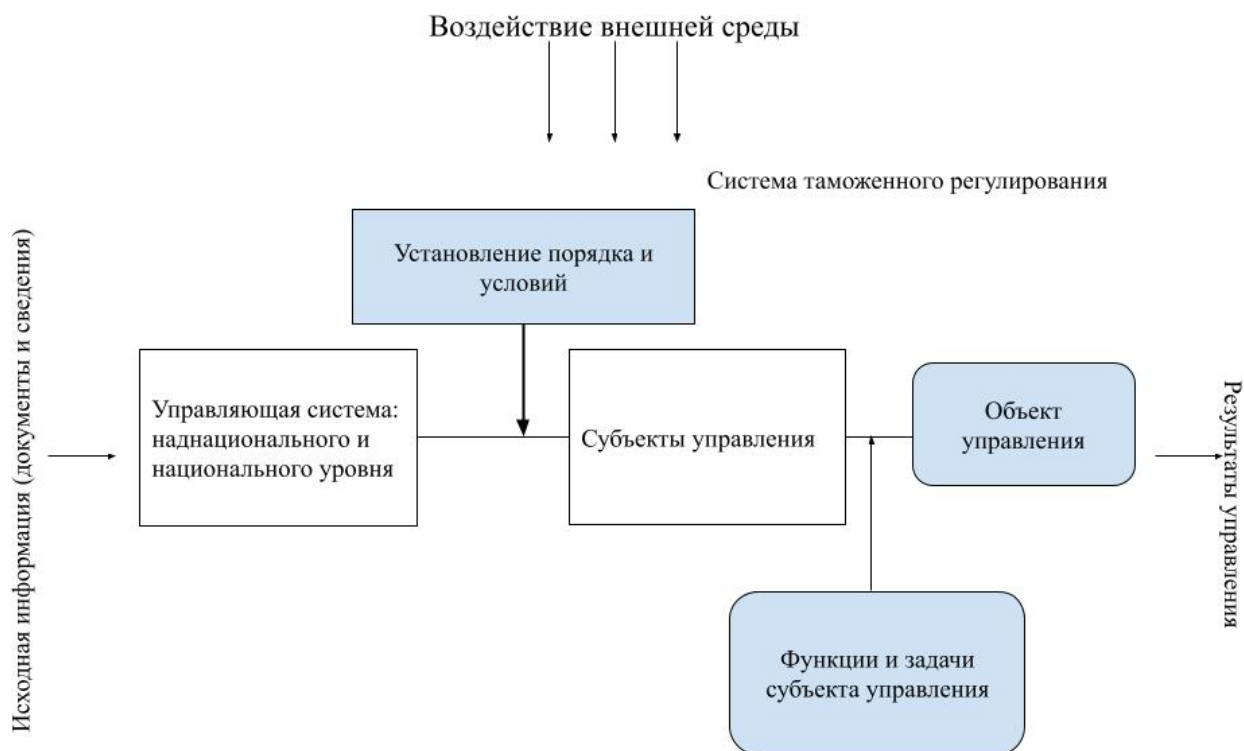 Воздействие внешней среды
Система таможенного регулирования
Исходная информация (документы и сведения)
Установление порядка и
условий
Управляющая система:
наднационального и
национального уровня
Субъекты управления
Объект
управления
Результаты управления
Функции и задачи
субъекта управления